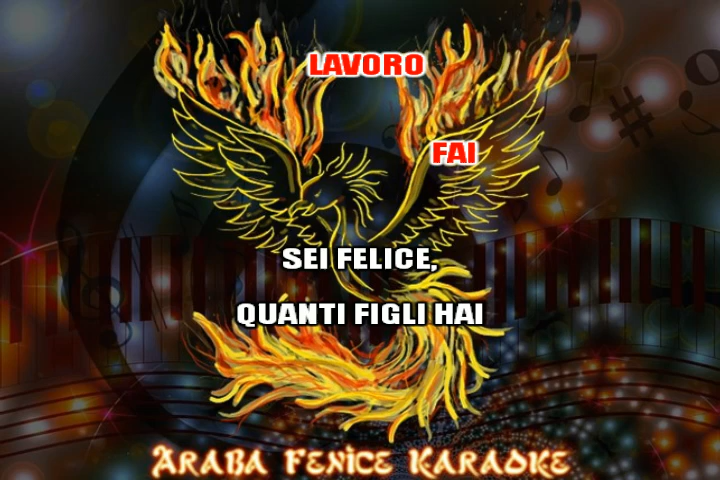 LAVORO
FAI
SEI FELICE,
QUANTI FIGLI HAI
ARABA FENICE KARAOKE